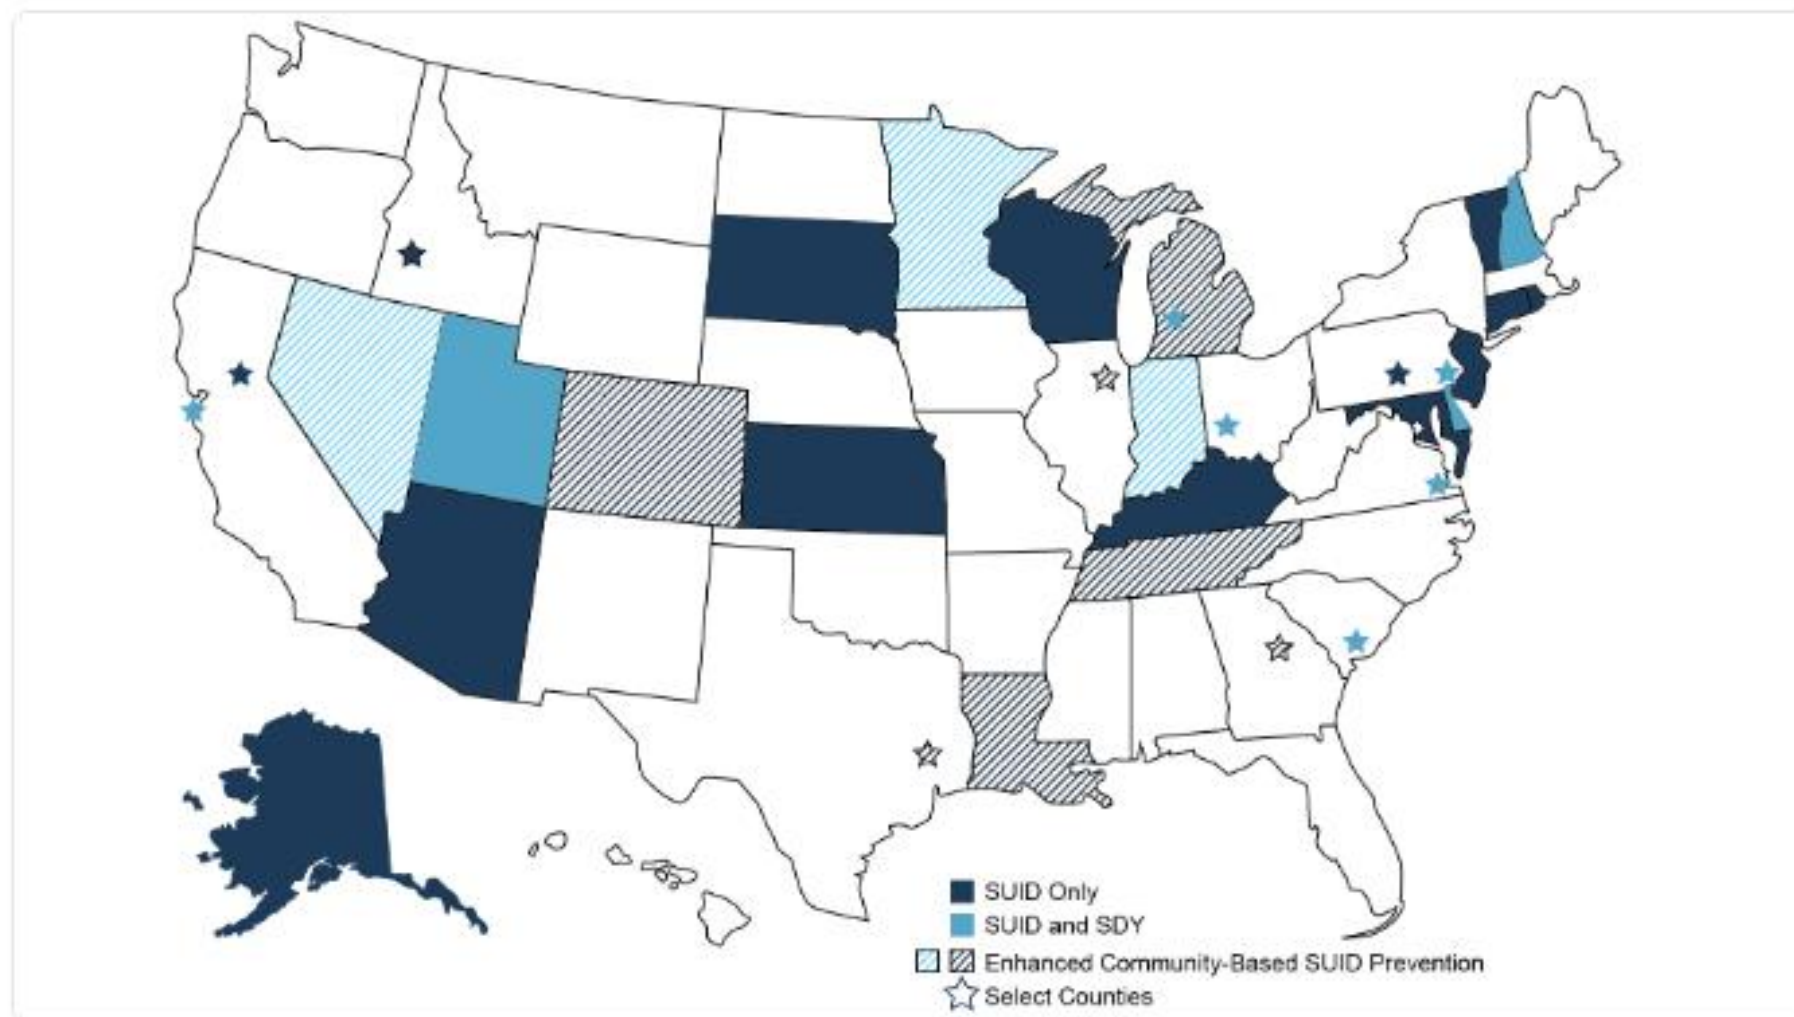 SUID Only
SUID and SDY
Enhanced Community-Based SUID Prevention
Select Counties